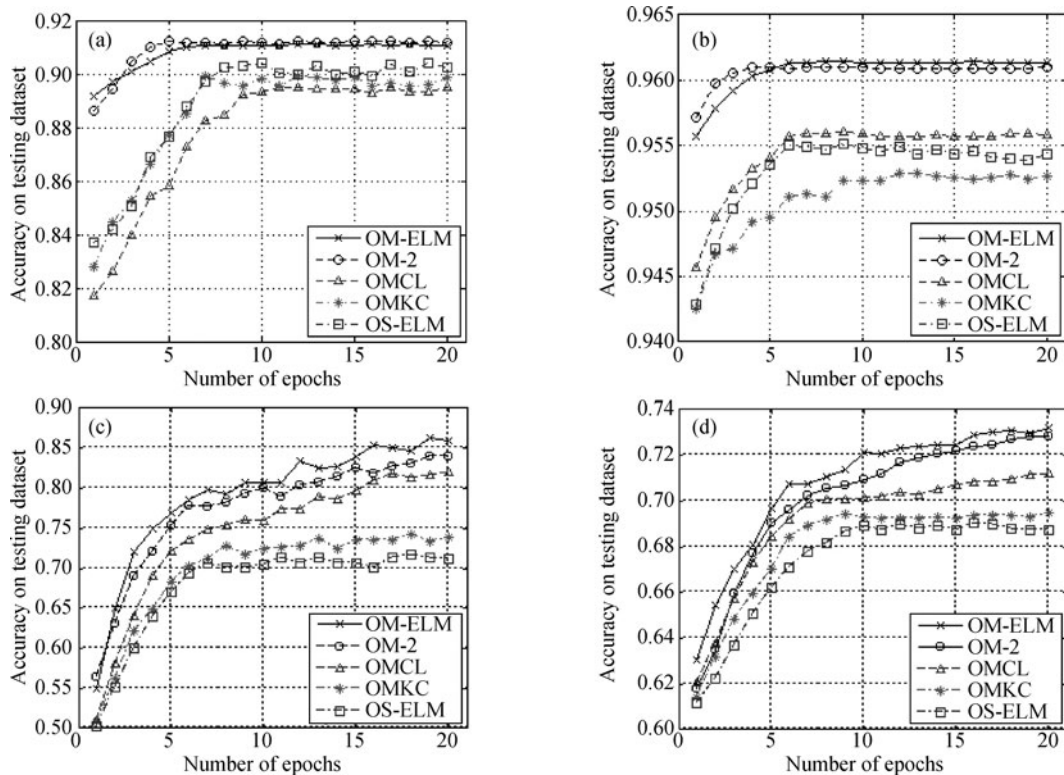 (a)
Accuracy on testing dataset
0.92
0.90
0.88
0.86
0.84
0.82
0.80
0
5
10
15
20
Number of epochs
OM-ELM
OM-2
OMCL
OMKC
OS-ELM
(b)
Accuracy on testing dataset
0.965
0.960
0.955
0.950
0.945
0.940
0
5
10
15
20
Number of epochs
OM-ELM
OM-2
OMCL
OMKC
OS-ELM
(c)
Accuracy on testing dataset
0.90
0.85
0.80
0.75
0.70
0.65
0.60
0.55
0.50
0
5
10
15
20
Number of epochs
OM-ELM
OM-2
OMCL
OMKC
OS-ELM
(d)
Accuracy on testing dataset
0.74
0.72
0.70
0.68
0.66
0.64
0.62
0.60
0
5
10
15
20
Number of epochs
OM-ELM
OM-2
OMCL
OMKC
OS-ELM